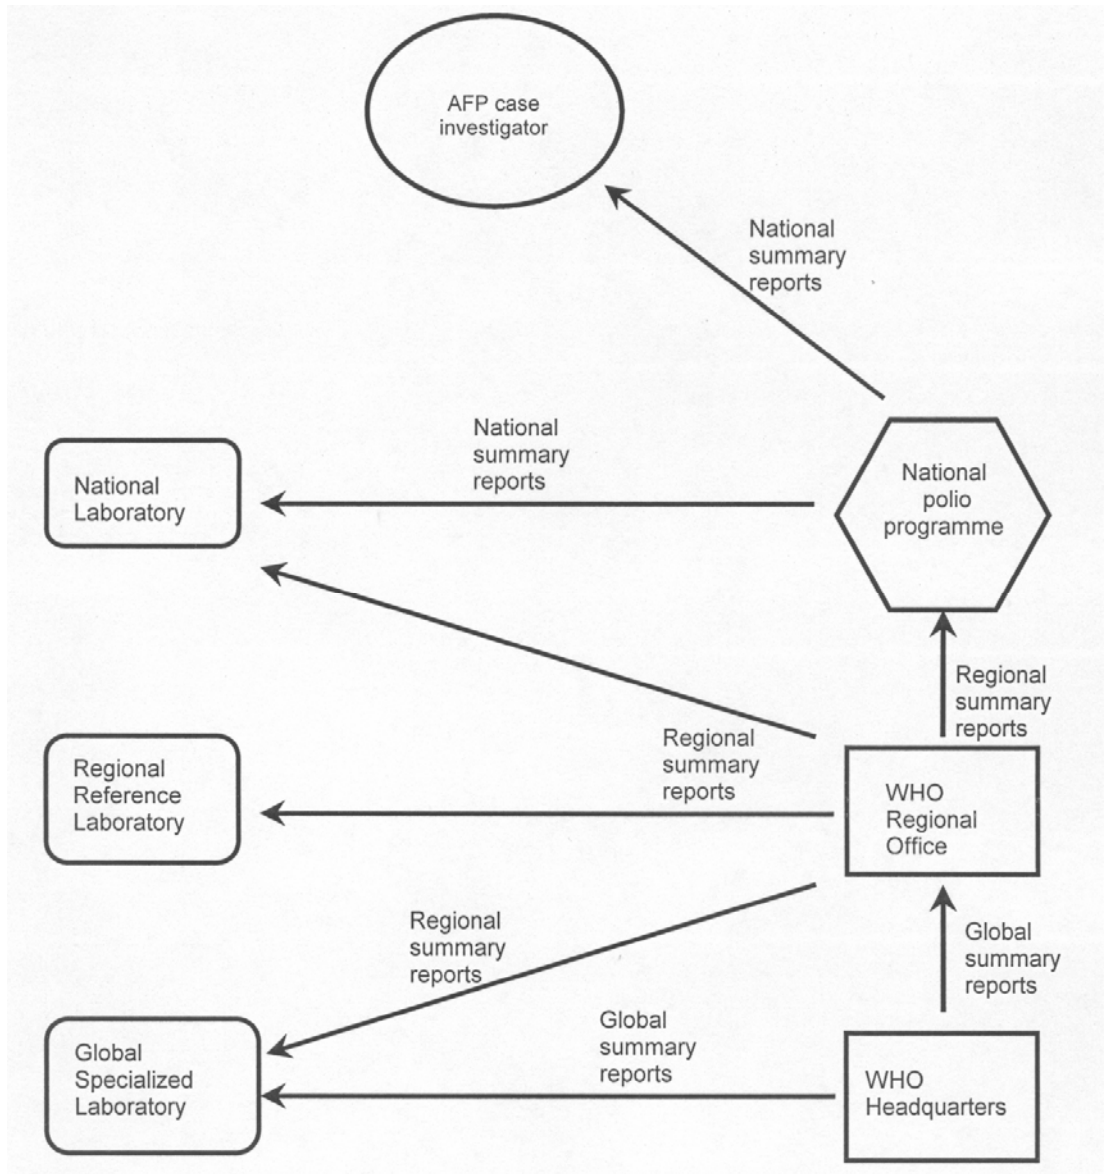 AFP case
investigator
National
summary
reports
National
summary
reports
National
Laboratory
National
polio
programme
Regional
summary
reports
Regional
summary
reports
Regional
Reference
Laboratory
WHO
Regional
Office
Regional
summary
reports
Global
summary
reports
Global
summary
reports
Global
Specialized
Laboratory
WHO
Headquarters